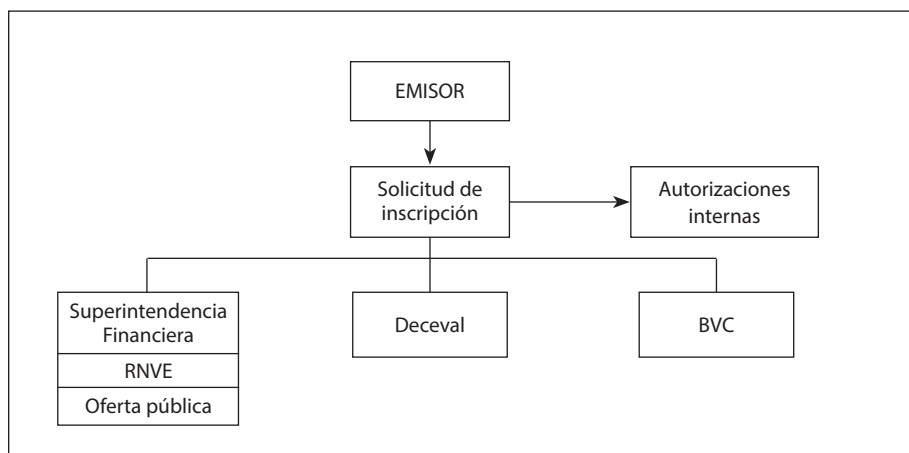 EMISOR
Solicitud de
inscripción
Autorizaciones
internas
Superintendencia
Financiera
RNVE
Oferta pública
Deceval
BVC